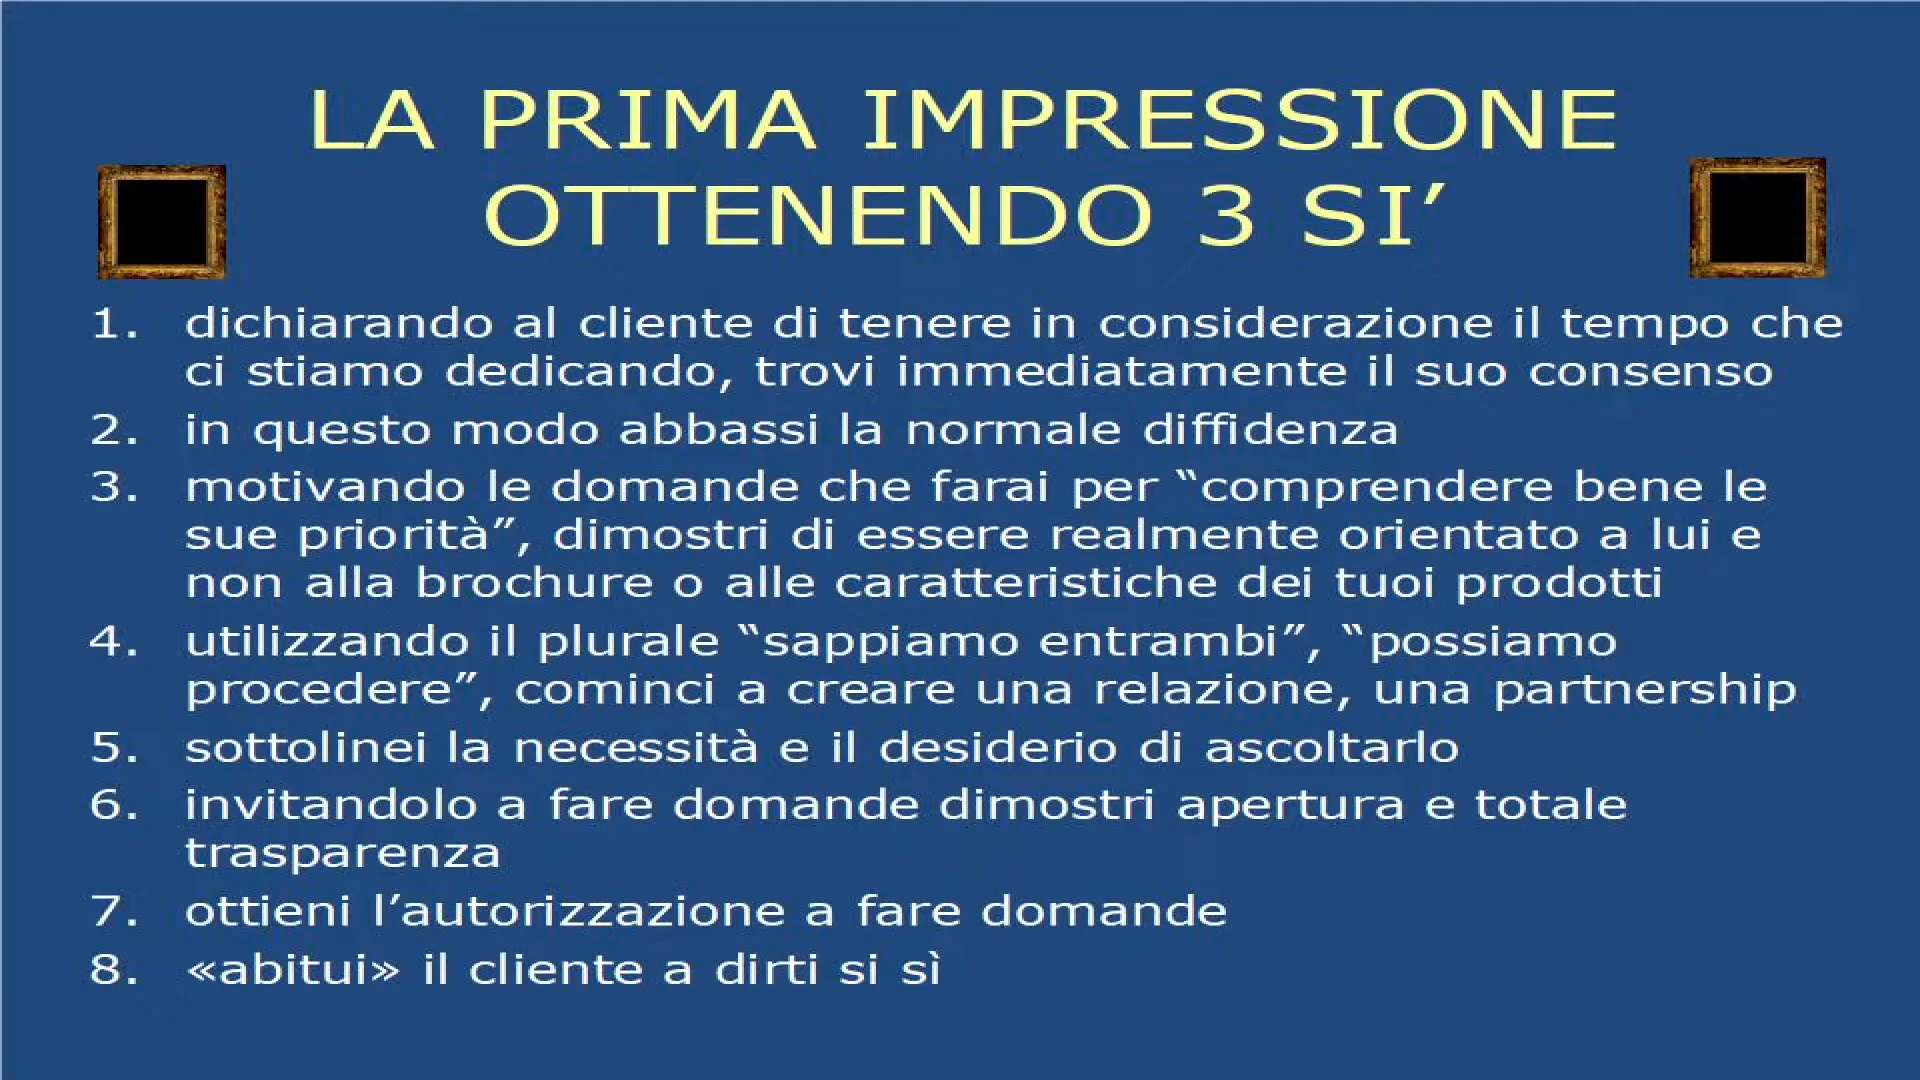 LA PRIMA IMPRESSIONE
OTTENENDO 3 SI’
1. dichiarando al cliente di tenere in considerazione il tempo che
ci stiamo dedicando, trovi immediatamente il suo consenso
2. in questo modo abbassi la normale diffidenza
3. motivando le domande che farai per “comprendere bene le
sue priorità”, dimostri di essere realmente orientato a lui e
non alla brochure o alle caratteristiche dei tuoi prodotti
4. utilizzando il plurale “sappiamo entrambi”, “possiamo
procedere”, cominci a creare una relazione, una partnership
5. sottolinei la necessità e il desiderio di ascoltarlo
6. invitandolo a fare domande dimostri apertura e totale
trasparenza
7. ottieni l’autorizzazione a fare domande
8. «abitui» il cliente a dirti si sì